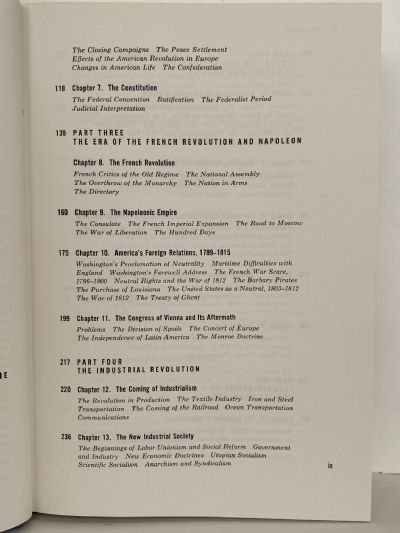 The Closing Campaigns The Peace Settlement
Effects of the American Revolution in Europe
Changes in American Life The Confederation
118 Chapter 7. The Constitution
The Federal Convention Ratification The Federalist Period
Judicial Interpretation
139 PART THREE
THE ERA OF THE FRENCH REVOLUTION AND NAPOLEON
Chapter 8. The French Revolution
French Critics of the Old Regime The National Assembly
The Overthrow of the Monarchy The Nation in Arms
The Directory
160 Chapter 9. The Napoleonic Empire
The Consulate The French Imperial Expansion The Road to Moscow
The War of Liberation The Hundred Days
175 Chapter 10. America's Foreign Relations, 1789–1815
Washington's Proclamation of Neutrality Maritime Difficulties with
England Washington's Farewell Address The French War Scare,
1796–1800 Neutral Rights and the War of 1812 The Barbary Pirates
The Purchase of Louisiana The United States as a Neutral, 1803–1812
The War of 1812 The Treaty of Ghent
199 Chapter 11. The Congress of Vienna and Its Aftermath
Problems The Division of Spoils The Concert of Europe
The Independence of Latin America The Monroe Doctrine
217 PART FOUR
THE INDUSTRIAL REVOLUTION
220 Chapter 12. The Coming of Industrialism
The Revolution in Production The Textile Industry Iron and Steel
Transportation The Coming of the Railroad Ocean Transportation
Communications
236 Chapter 13. The New Industrial Society
The Beginnings of Labor Unionism and Social Reform Government
and Industry New Economic Doctrines Utopian Socialism
Scientific Socialism Anarchism and Syndicalism
ix